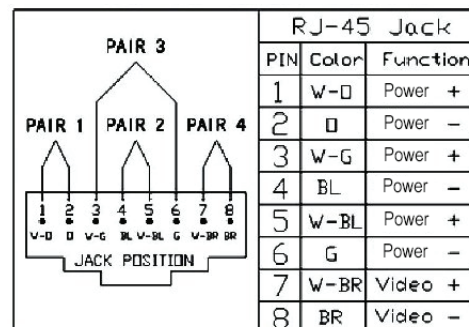 PAIR 3
PAIR 1 PAIR 2 PAIR 4
1 2 3 4 5 6 7 8
W-O O W-G BL W-BL G W-BR BR
JACK POSITION
RJ-45 Jack
PIN Color Function
1 W-O Power +
2 O Power -
3 W-G Power +
4 BL Power -
5 W-BL Power +
6 G Power -
7 W-BR Video +
8 BR Video -